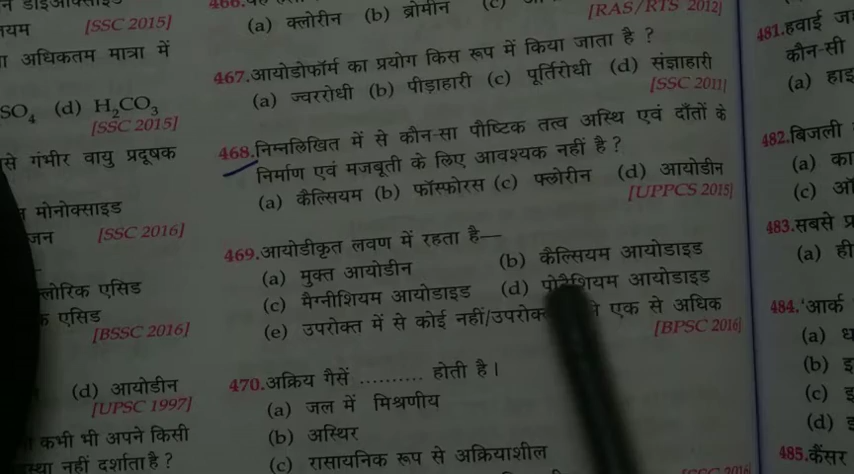 [SSC 2015]
अधिकतम मात्रा में
SO₄ (d) H₂CO₃
[SSC 2015]
से गंभीर वायु प्रदूषक
मोनोक्साइड
[SSC 2016]
क्लोरिक एसिड
एसिड
[BSSC 2016]
(d) आयोडीन
[UPSC 1997]
कभी भी अपने किसी
नहीं दर्शाता है ?
(a) क्लोरीन (b) ब्रोमीन (c)
[RAS/RTS 2012]
467.आयोडोफॉर्म का प्रयोग किस रूप में किया जाता है ?
(a) ज्वररोधी (b) पीड़ाहारी (c) पूर्तिरोधी (d) संज्ञाहारी
[SSC 2011]
468.निम्नलिखित में से कौन-सा पौष्टिक तत्व अस्थि एवं दाँतों के
निर्माण एवं मजबूती के लिए आवश्यक नहीं है ?
(a) कैल्सियम (b) फॉस्फोरस (c) फ्लोरीन (d) आयोडीन
[UPPCS 2015]
469.आयोडीकृत लवण में रहता है—
(a) मुक्त आयोडीन (b) कैल्सियम आयोडाइड
(c) मैग्नीशियम आयोडाइड (d) पोटैशियम आयोडाइड
(e) उपरोक्त में से कोई नहीं/उपरोक्त से एक से अधिक
[BPSC 2016]
470.अक्रिय गैसें .......... होती है।
(a) जल में मिश्रणीय
(b) अस्थिर
(c) रासायनिक रूप से अक्रियाशील
481.हवाई
कौन-सी
(a)
482.बिजली
(a)
(c)
483.सबसे
(a)
484.'आर्क
(a)
(b)
(c)
(d)
485.कैंसर